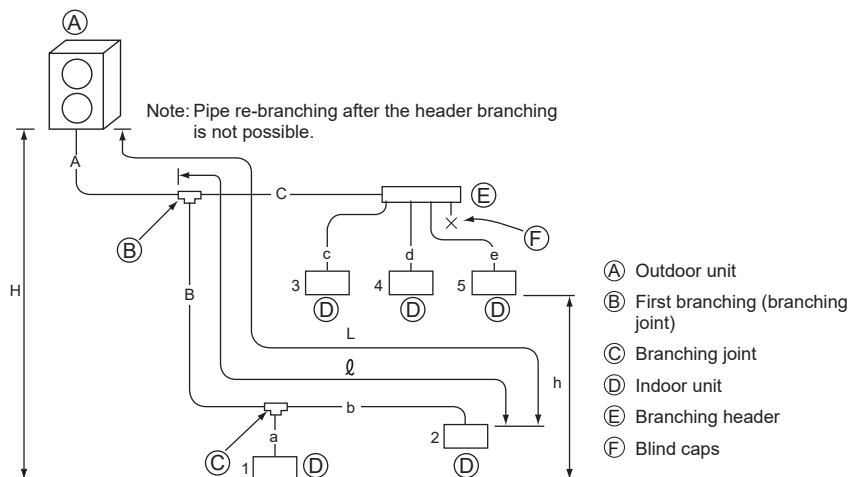 Ⓐ
Note: Pipe re-branching after the header branching
is not possible.
A
C
Ⓔ
Ⓑ
Ⓕ
c
d
e
B
3
4
5
Ⓓ
Ⓓ
Ⓓ
H
L
ℓ
h
b
a
2
Ⓒ
1
Ⓓ
Ⓓ
Ⓐ Outdoor unit
Ⓑ First branching (branching
joint)
Ⓒ Branching joint
Ⓓ Indoor unit
Ⓔ Branching header
Ⓕ Blind caps